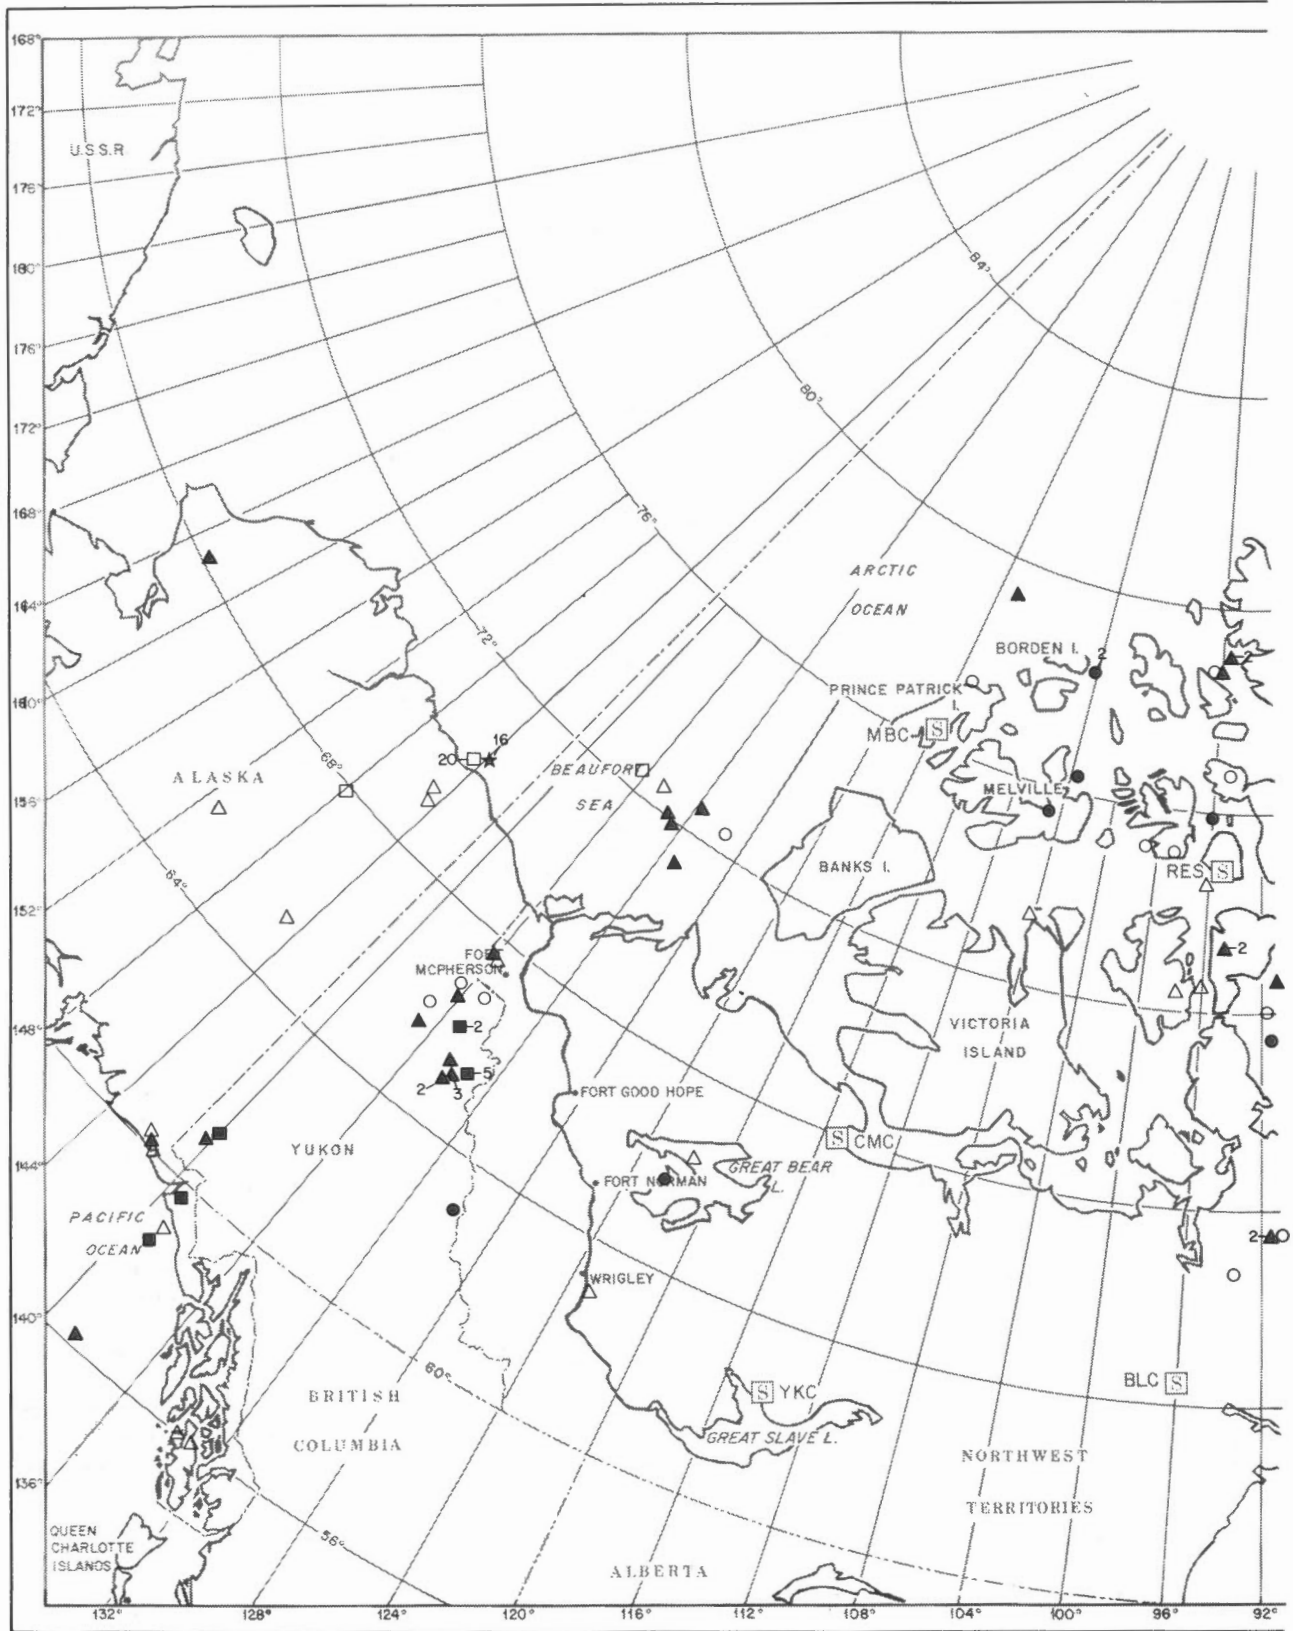 168°
172°
U.S.S.R
176°
180°
176°
172°
168°
164°
160°
156°
152°
148°
144°
140°
136°
84°
80°
76°
72°
68°
64°
60°
56°
ARCTIC
OCEAN
BORDEN I.
2
2
PRINCE PATRICK
I.
MBC
S
MELVILLE
RES
S
ALASKA
20
16
BEAUFORT
SEA
BANKS I.
2
FORT
MCPHERSON
2
5
2
3
VICTORIA
ISLAND
FORT GOOD HOPE
YUKON
S
CMC
GREAT BEAR
L.
FORT NORMAN
PACIFIC
OCEAN
2
WRIGLEY
BRITISH
COLUMBIA
S
YKC
GREAT SLAVE L.
BLC
S
NORTHWEST
TERRITORIES
QUEEN
CHARLOTTE
ISLANDS
ALBERTA
132°
128°
124°
120°
116°
112°
108°
104°
100°
96°
92°